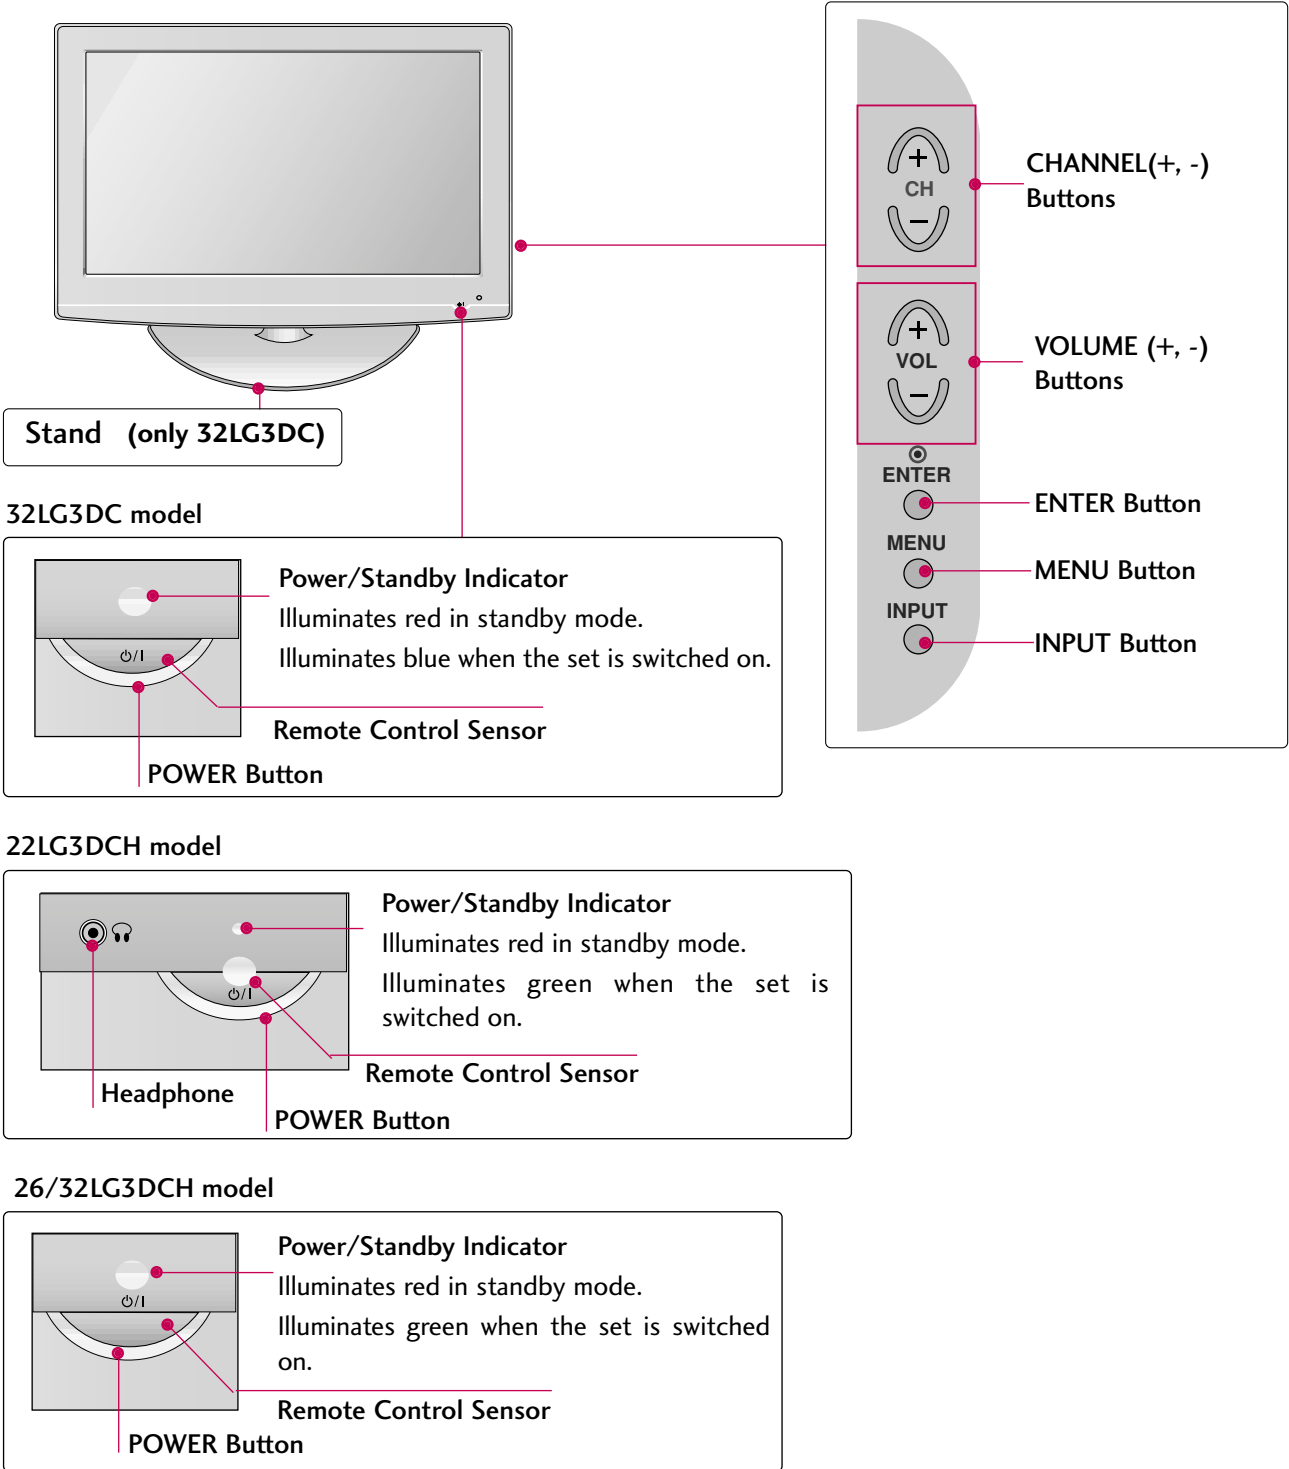 CH
VOL
ENTER
MENU
INPUT
CHANNEL(+, -)
Buttons
VOLUME (+, -)
Buttons
ENTER Button
MENU Button
INPUT Button
Stand (only 32LG3DC)
32LG3DC model
Power/Standby Indicator
Illuminates red in standby mode.
Illuminates blue when the set is switched on.
Remote Control Sensor
POWER Button
22LG3DCH model
Power/Standby Indicator
Illuminates red in standby mode.
Illuminates green when the set is
switched on.
Remote Control Sensor
Headphone
POWER Button
26/32LG3DCH model
Power/Standby Indicator
Illuminates red in standby mode.
Illuminates green when the set is switched
on.
Remote Control Sensor
POWER Button